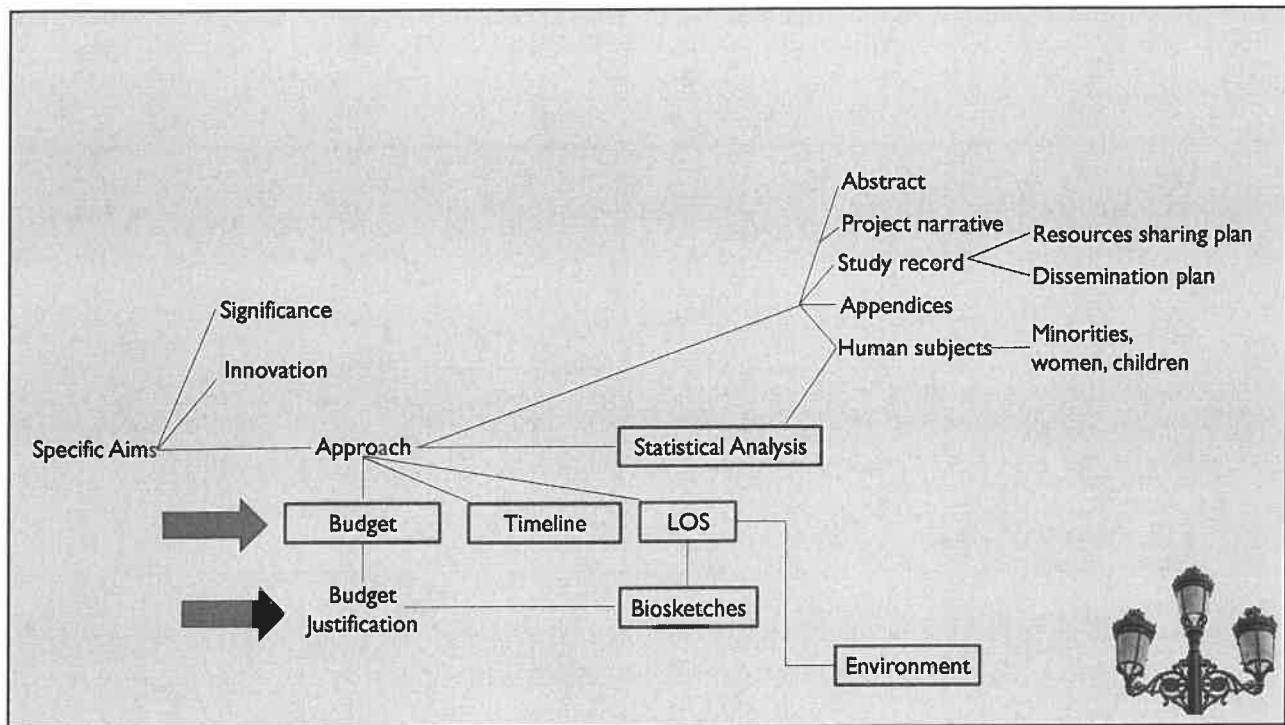 Abstract
Project narrative
Resources sharing plan
Study record
Dissemination plan
Significance
Appendices
Human subjects
Minorities,
women, children
Innovation
Specific Aims
Approach
Statistical Analysis
Budget
Timeline
LOS
Budget
Justification
Biosketches
Environment